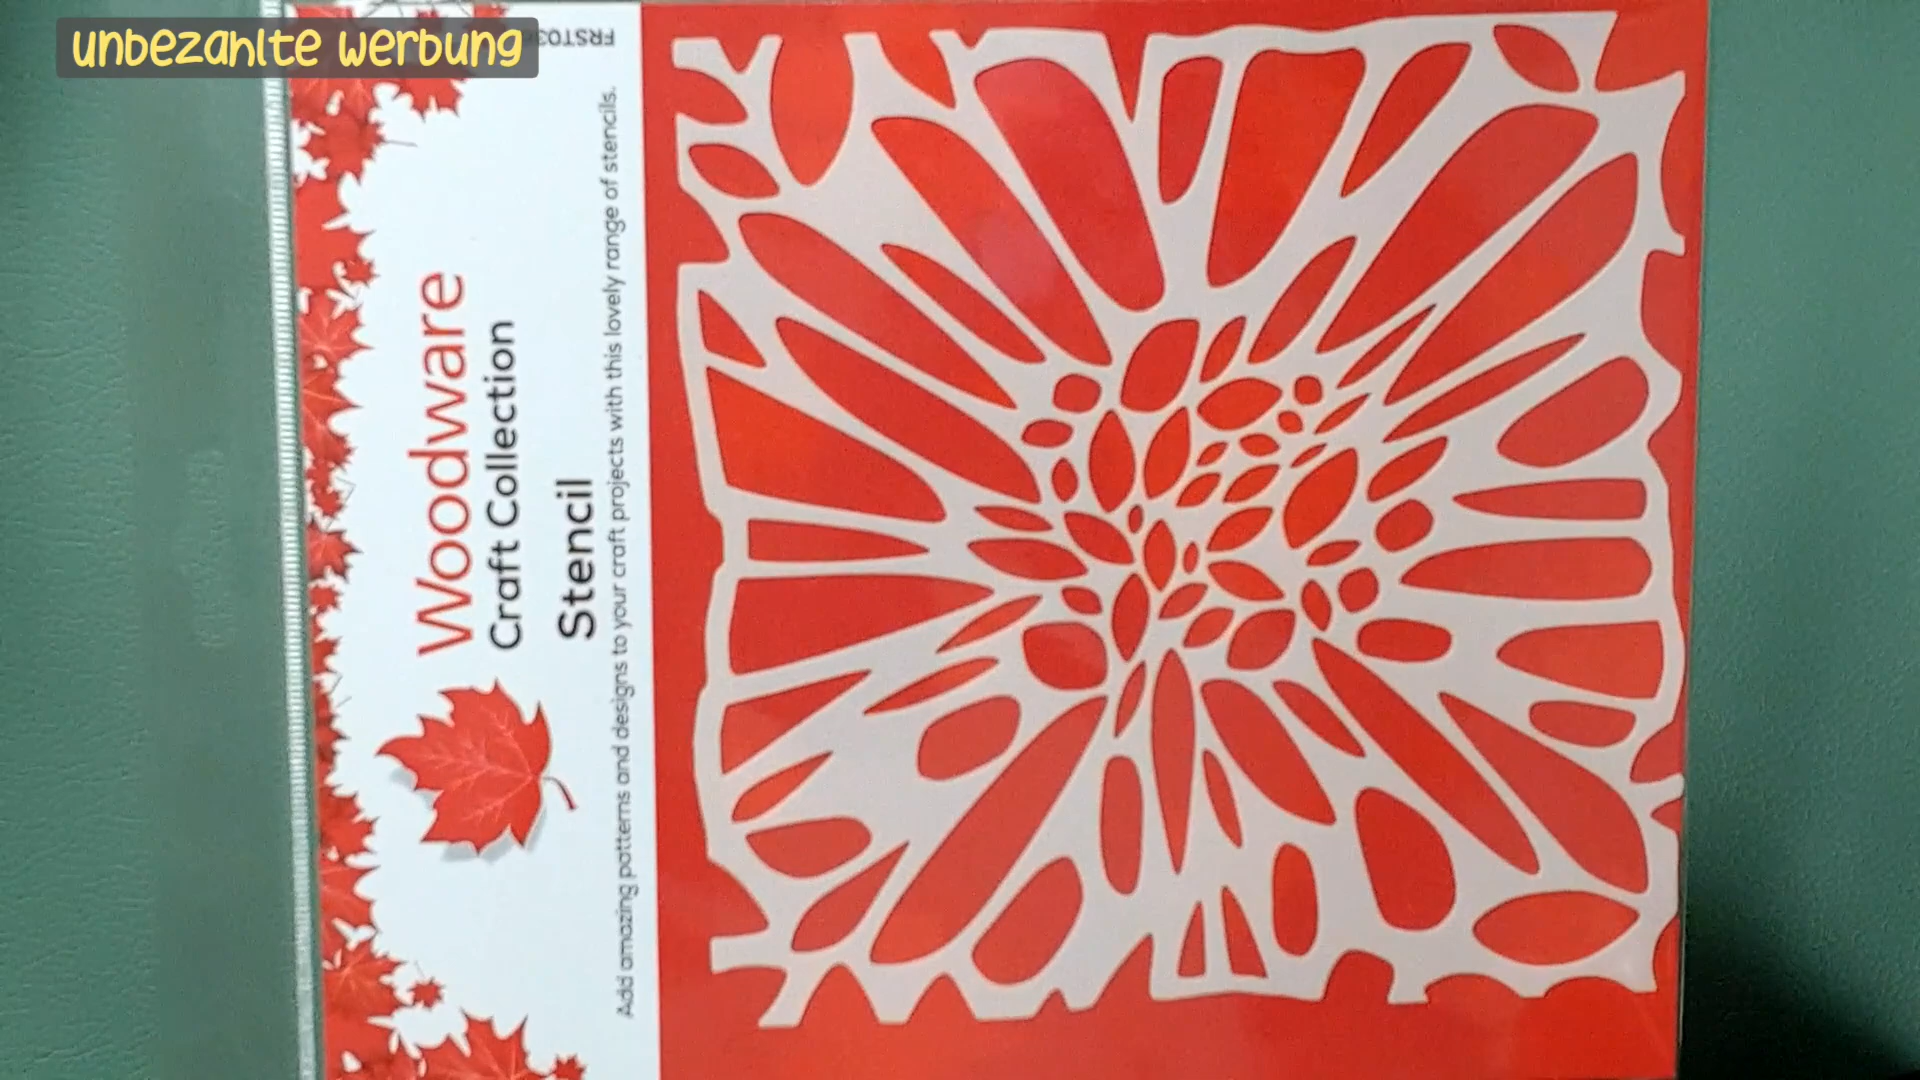 unbezahlte werbung
Woodware
Craft Collection
Stencil
Add amazing patterns and designs to your craft projects with this lovely range of stencils.